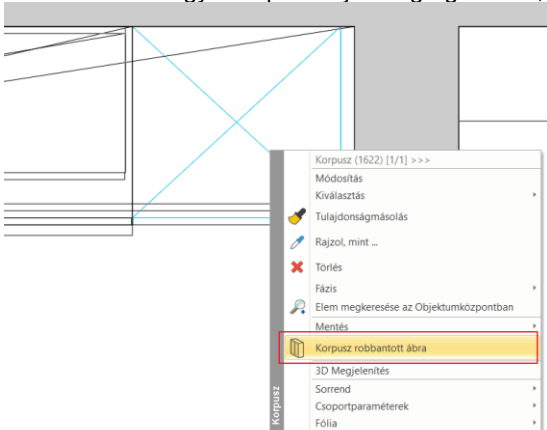 Korpusz (1622) [1/1] >>>
Módosítás
Kiválasztás
Tulajdonságmásolás
Rajzol, mint ...
Törlés
Fázis
Elem megkeresése az Objektumközpontban
Mentés
Korpusz robbantott ábra
3D Megjelenítés
Sorrend
Csoportparaméterek
Fólia
Korpusz